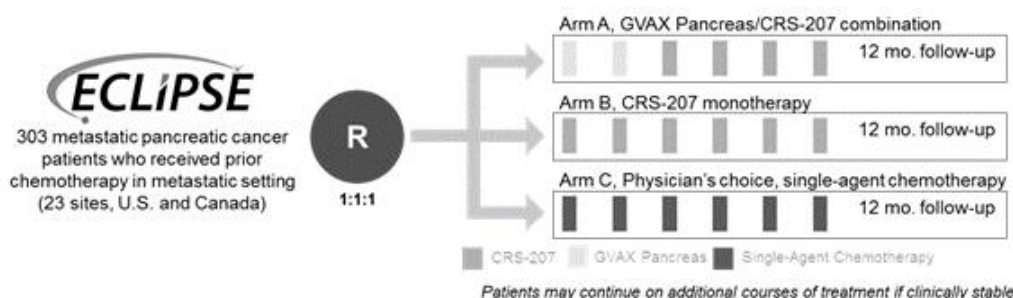 ECLIPSE
303 metastatic pancreatic cancer
patients who received prior
chemotherapy in metastatic setting
(23 sites, U.S. and Canada)
R
1:1:1
Arm A, GVAX Pancreas/CRS-207 combination
12 mo. follow-up
Arm B, CRS-207 monotherapy
12 mo. follow-up
Arm C, Physician's choice, single-agent chemotherapy
12 mo. follow-up
CRS-207 GVAX Pancreas Single-Agent Chemotherapy
Patients may continue on additional courses of treatment if clinically stable